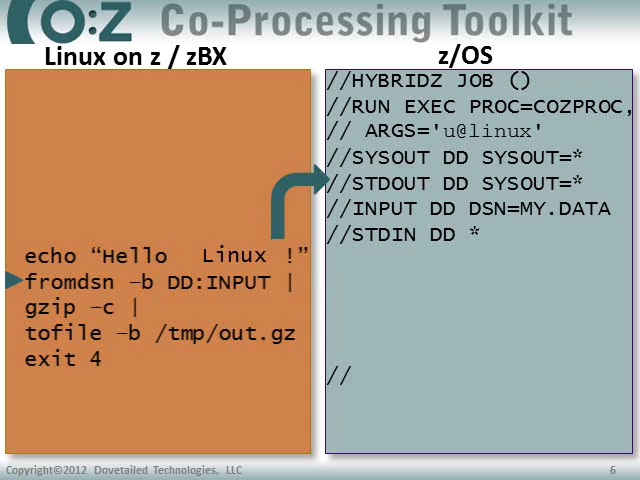 CO:Z Co-Processing Toolkit
Linux on z / zBX
z/OS
echo “Hello Linux !”
fromdsn –b DD:INPUT |
gzip –c |
tofile –b /tmp/out.gz
exit 4
//HYBRIDZ JOB ()
//RUN EXEC PROC=COZPROC,
// ARGS='u@linux'
//SYSOUT DD SYSOUT=*
//STDOUT DD SYSOUT=*
//INPUT DD DSN=MY.DATA
//STDIN DD *
//
Copyright©2012 Dovetailed Technologies, LLC
6